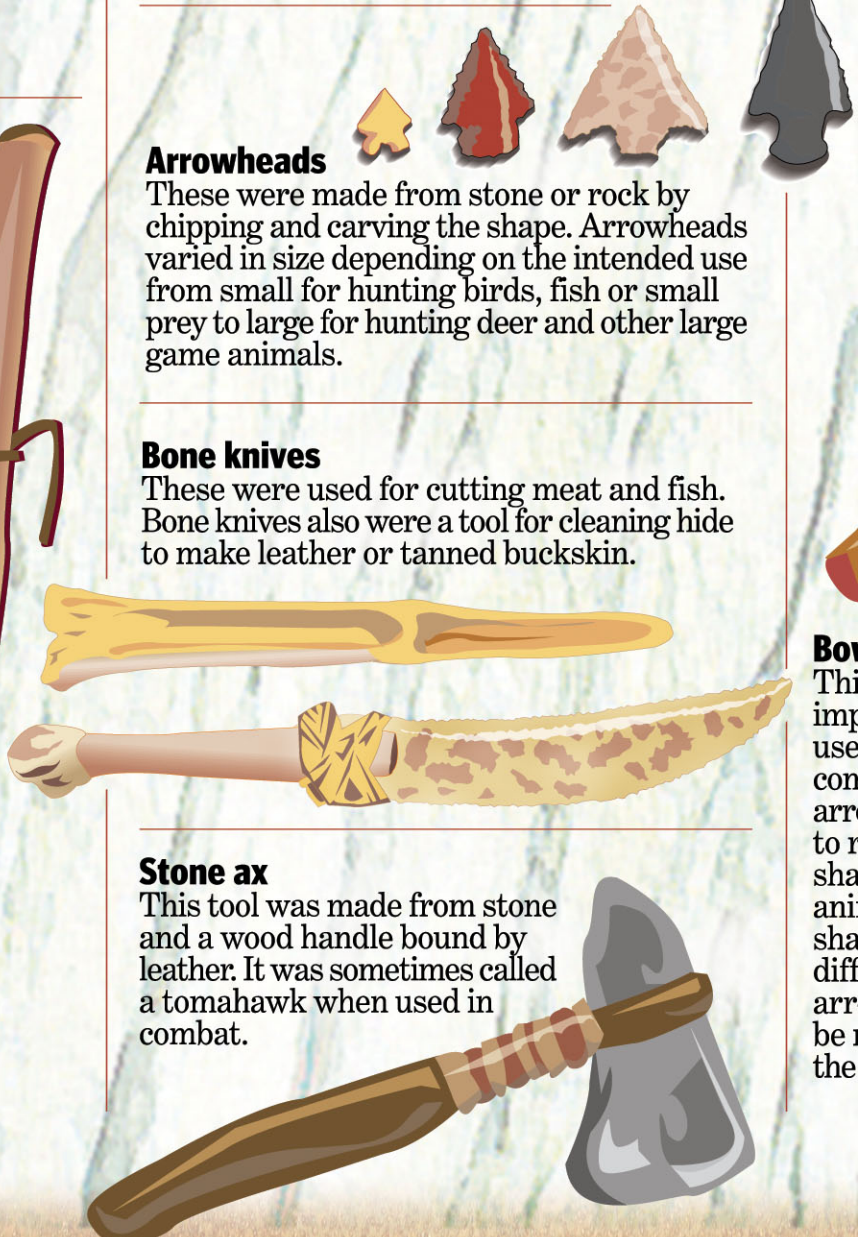 Arrowheads
These were made from stone or rock by
chipping and carving the shape. Arrowheads
varied in size depending on the intended use
from small for hunting birds, fish or small
prey to large for hunting deer and other large
game animals.
Bone knives
These were used for cutting meat and fish.
Bone knives also were a tool for cleaning hide
to make leather or tanned buckskin.
Stone ax
This tool was made from stone
and a wood handle bound by
leather. It was sometimes called
a tomahawk when used in
combat.
to
be
the